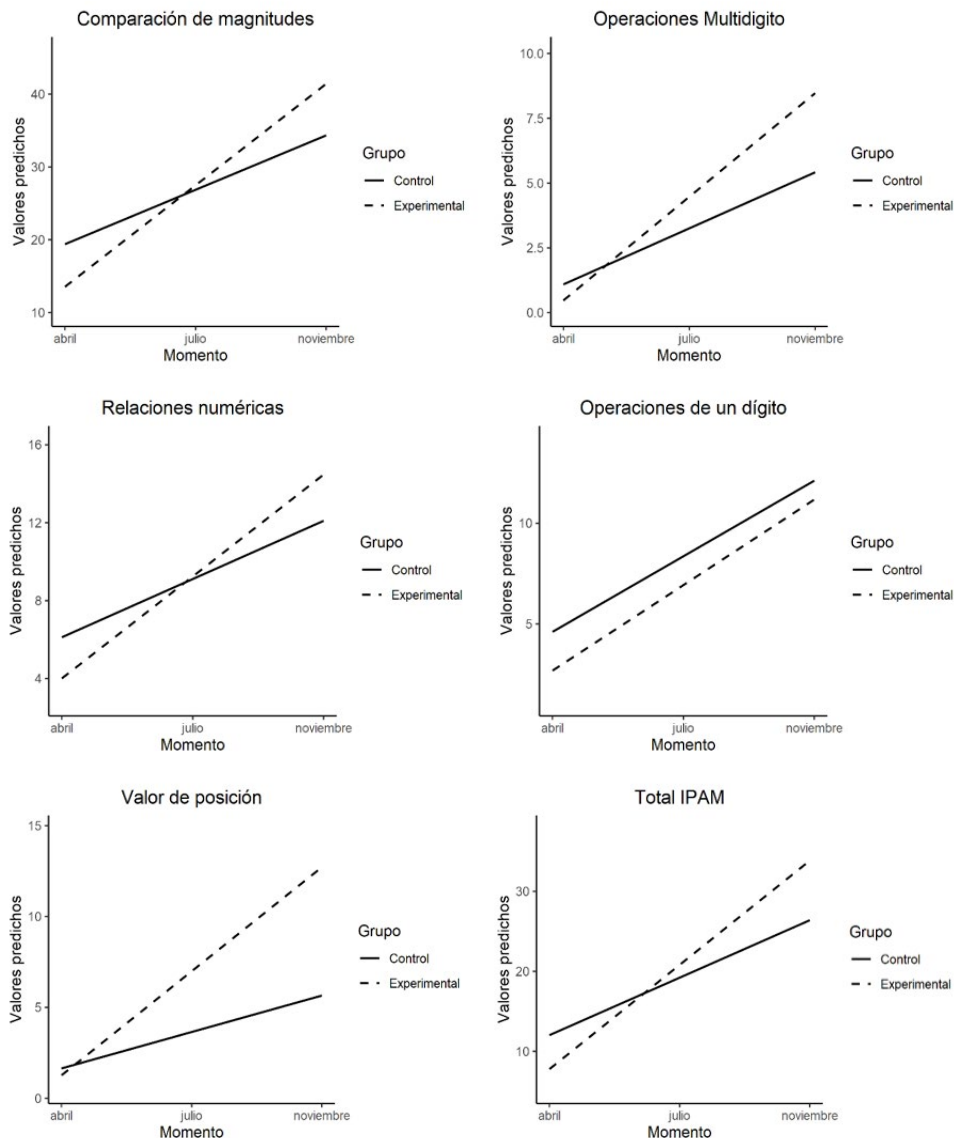 Comparación de magnitudes
Valores predichos
40
30
20
10
abril
julio
noviembre
Momento
Grupo
Control
Experimental
Operaciones Multidigito
Valores predichos
10.0
7.5
5.0
2.5
0.0
abril
julio
noviembre
Momento
Grupo
Control
Experimental
Relaciones numéricas
Valores predichos
16
12
8
4
abril
julio
noviembre
Momento
Grupo
Control
Experimental
Operaciones de un dígito
Valores predichos
10
5
abril
julio
noviembre
Momento
Grupo
Control
Experimental
Valor de posición
Valores predichos
15
10
5
0
abril
julio
noviembre
Momento
Grupo
Control
Experimental
Total IPAM
Valores predichos
30
20
10
abril
julio
noviembre
Momento
Grupo
Control
Experimental